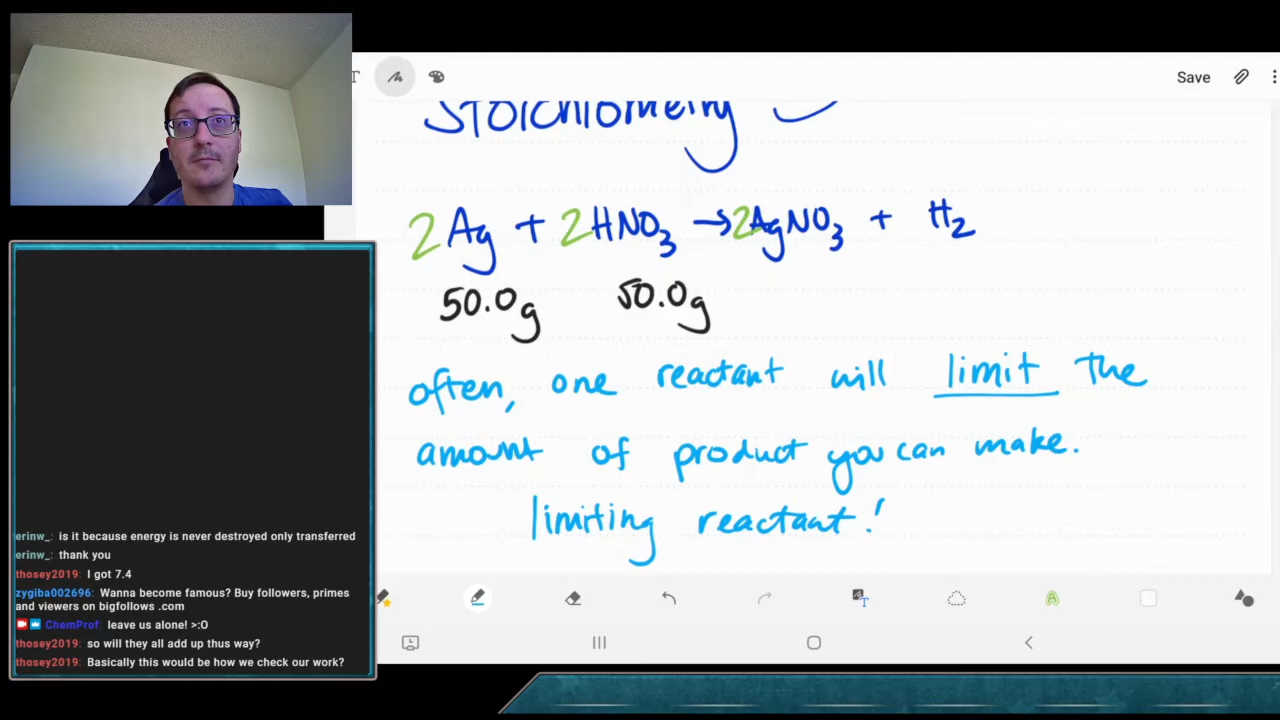 T
Save
Stoichiometry
2Ag + 2HNO3 → 2AgNO3 + H2
50.0g 50.0g
often, one reactant will limit the
amount of product you can make.
limiting reactant!
erinw_: is it because energy is never destroyed only transferred
erinw_: thank you
thosey2019: I got 7.4
zygiba002696: Wanna become famous? Buy followers, primes
and viewers on bigfollows .com
ChemProf: leave us alone! >:O
thosey2019: so will they all add up thus way?
thosey2019: Basically this would be how we check our work?
T
A